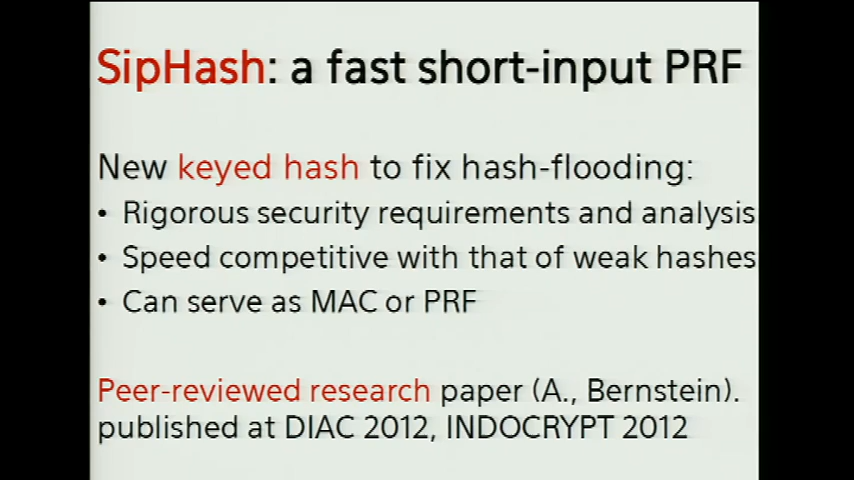 SipHash: a fast short-input PRF
New keyed hash to fix hash-flooding:
• Rigorous security requirements and analysis
• Speed competitive with that of weak hashes
• Can serve as MAC or PRF
Peer-reviewed research paper (A., Bernstein).
published at DIAC 2012, INDOCRYPT 2012